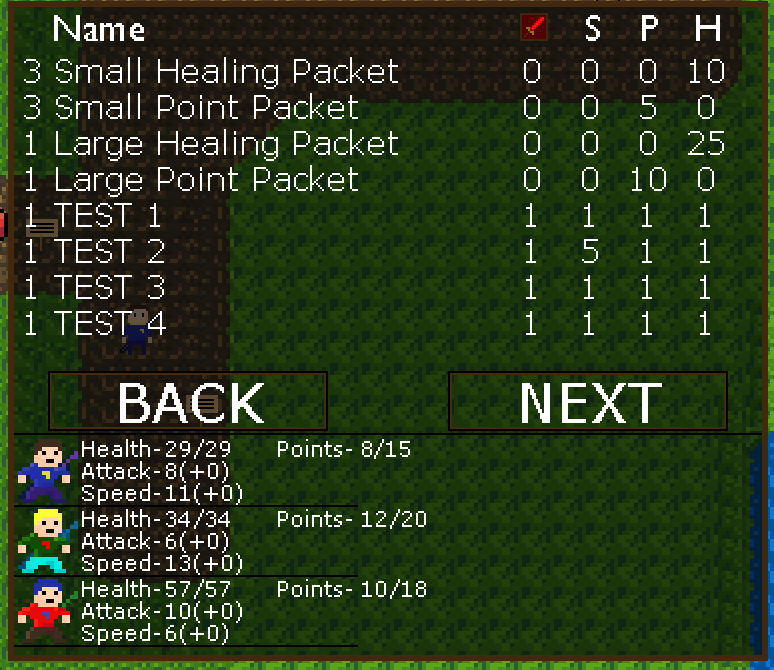 Name S P H
3 Small Healing Packet 0 0 0 10
3 Small Point Packet 0 0 5 0
1 Large Healing Packet 0 0 0 25
1 Large Point Packet 0 0 10 0
1 TEST 1 1 1 1 1
1 TEST 2 1 5 1 1
1 TEST 3 1 1 1 1
1 TEST 4 1 1 1 1
BACK NEXT
Health-29/29 Points- 8/15
Attack-8(+0)
Speed-11(+0)
Health-34/34 Points- 12/20
Attack-6(+0)
Speed-13(+0)
Health-57/57 Points- 10/18
Attack-10(+0)
Speed-6(+0)